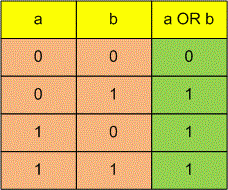 a b a OR b
0 0 0
0 1 1
1 0 1
1 1 1